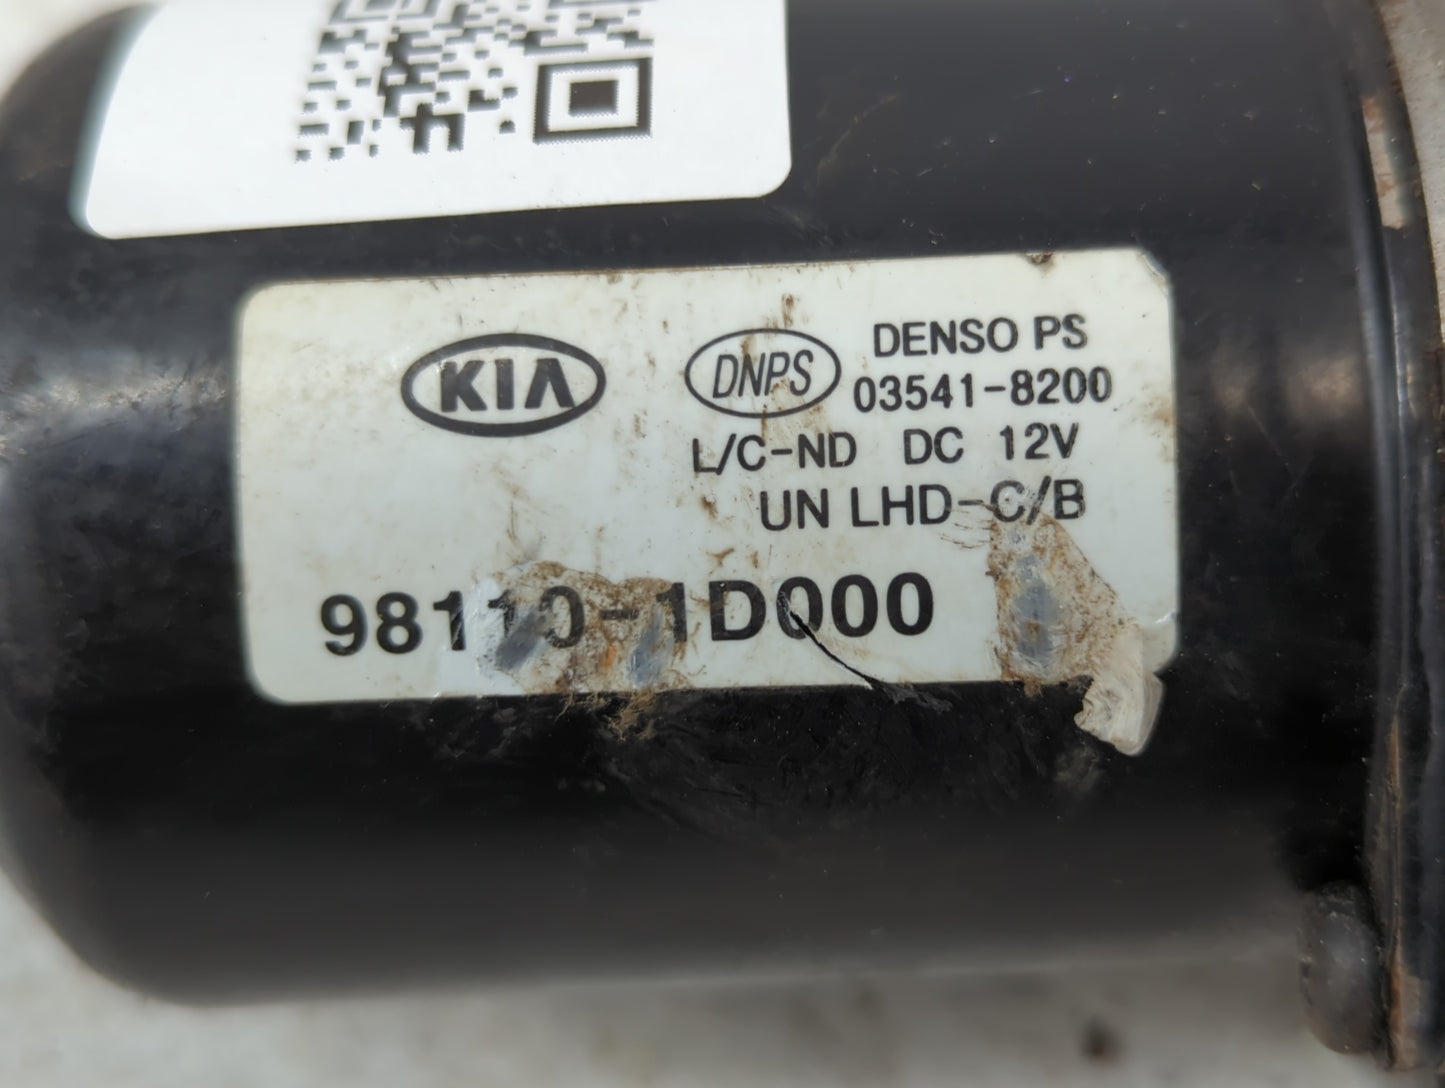 KIA
DNPS
DENSO PS
03541-8200
L/C-ND DC 12V
UN LHD-C/B
98110-1D000